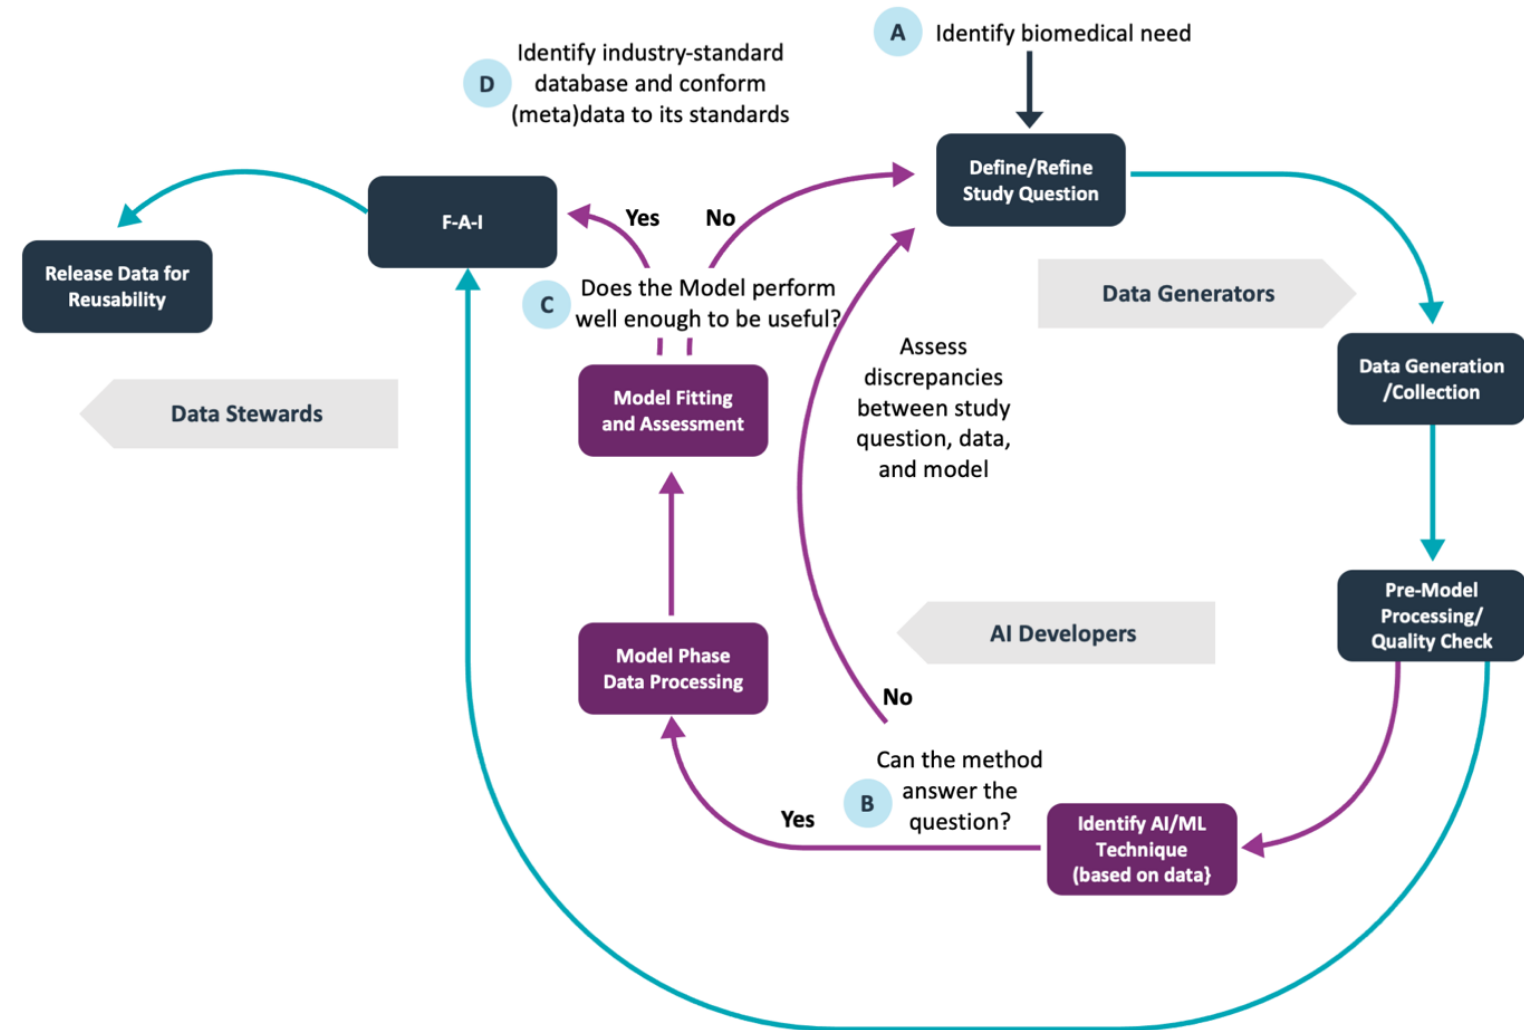 A
Identify biomedical need
D
Identify industry-standard
database and conform
(meta)data to its standards
Define/Refine
Study Question
F-A-I
Yes
No
Release Data for
Reusability
C
Does the Model perform
well enough to be useful?
Data Generators
Assess
discrepancies
between study
question, data,
and model
Data Generation
/Collection
Data Stewards
Model Fitting
and Assessment
Pre-Model
Processing/
Quality Check
AI Developers
Model Phase
Data Processing
No
Can the method
answer the
question?
B
Yes
Identify AI/ML
Technique
(based on data}